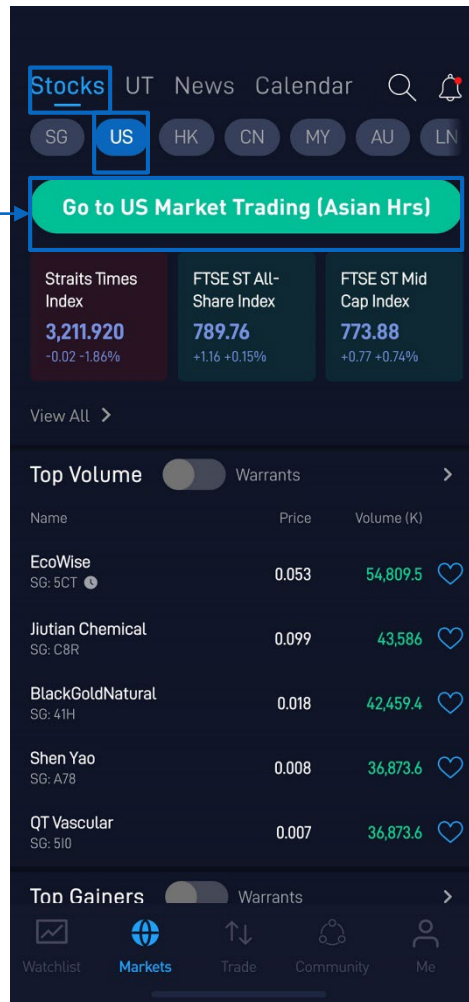 Stocks UT News Calendar
SG US HK CN MY AU LN
Go to US Market Trading (Asian Hrs)
Straits Times
Index
3,211.920
-0.02 -1.86%
FTSE ST All-
Share Index
789.76
+1.16 +0.15%
FTSE ST Mid
Cap Index
773.88
+0.77 +0.74%
View All
Top Volume Warrants
Name Price Volume (K)
EcoWise
SG: 5CT
0.053 54,809.5
Jiutian Chemical
SG: C8R
0.099 43,586
BlackGoldNatural
SG: 41H
0.018 42,459.4
Shen Yao
SG: A78
0.008 36,873.6
QT Vascular
SG: 5I0
0.007 36,873.6
Top Gainers Warrants
Watchlist Markets Trade Community Me